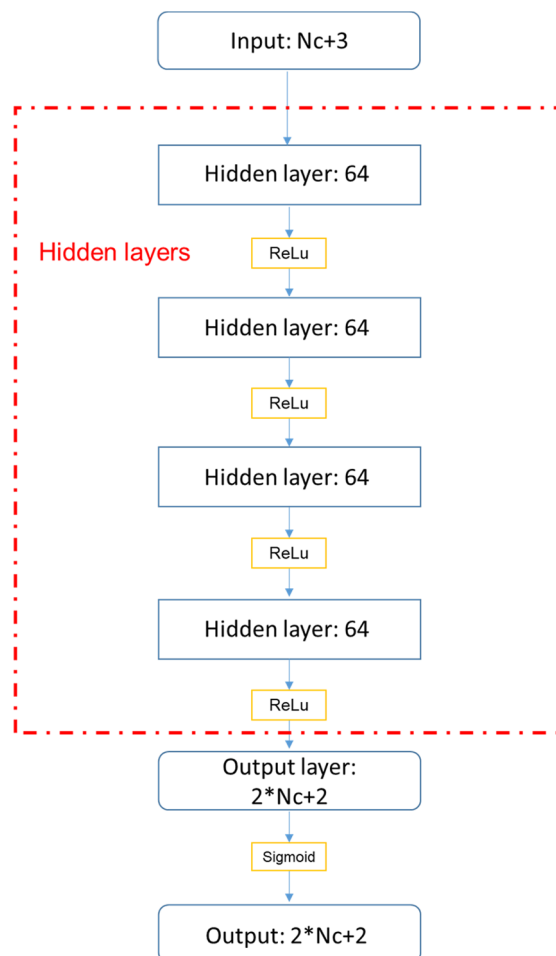 Input: Nc+3
Hidden layer: 64
Hidden layers
ReLu
Hidden layer: 64
ReLu
Hidden layer: 64
ReLu
Hidden layer: 64
ReLu
Output layer:
2*Nc+2
Sigmoid
Output: 2*Nc+2